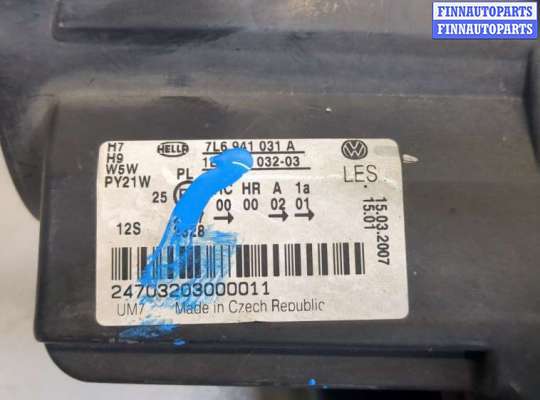 FINNAUTOPARTS
FINNAUTOPARTS
H7
H9
W5W
PY21W
HELLA 7L6 941 031 A
032-03
PL HR A 1a
25 00 00 02 01
12S
LES.
15.03.2007
15:01
24703203000011
UM7 Made in Czech Republic